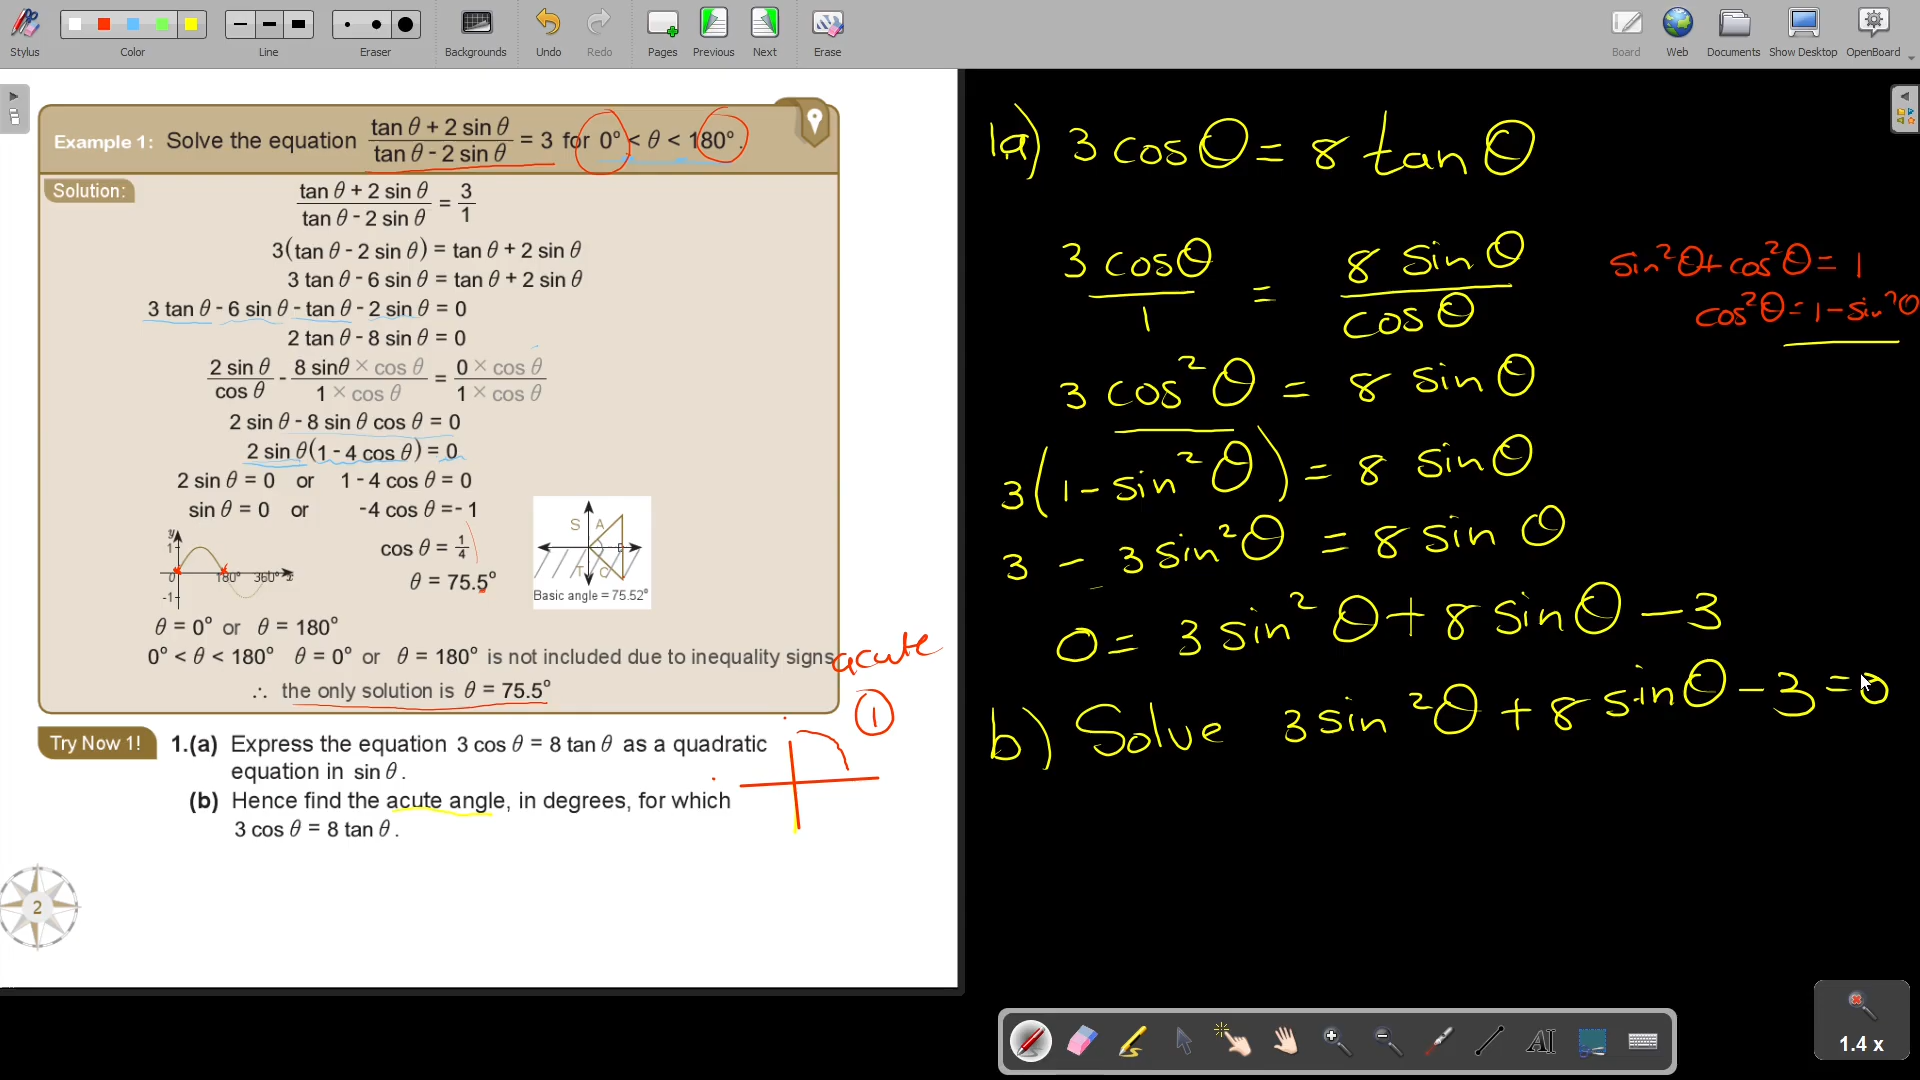 Stylus Color Line Eraser Backgrounds Undo Redo Pages Previous Next Erase Board Web Documents Show Desktop OpenBoard
Example 1: Solve the equation (tan θ + 2 sin θ)/(tan θ - 2 sin θ) = 3 for 0° < θ < 180°.
Solution:
(tan θ + 2 sin θ)/(tan θ - 2 sin θ) = 3/1
3(tan θ - 2 sin θ) = tan θ + 2 sin θ
3 tan θ - 6 sin θ = tan θ + 2 sin θ
3 tan θ - 6 sin θ - tan θ - 2 sin θ = 0
2 tan θ - 8 sin θ = 0
2 sin θ/cos θ - (8 sinθ × cos θ)/(1 × cos θ) = (0 × cos θ)/(1 × cos θ)
2 sin θ - 8 sin θ cos θ = 0
2 sin θ(1 - 4 cos θ) = 0
2 sin θ = 0 or 1 - 4 cos θ = 0
sin θ = 0 or -4 cos θ =- 1
cos θ = 1/4
θ = 75.5°
y 1 0 180° 360° x -1
S A T C
Basic angle = 75.52°
θ = 0° or θ = 180°
0° < θ < 180° θ = 0° or θ = 180° is not included due to inequality signs
∴ the only solution is θ = 75.5°
acute
①
Try Now 1! 1.(a) Express the equation 3 cos θ = 8 tan θ as a quadratic
equation in sin θ.
(b) Hence find the acute angle, in degrees, for which
3 cos θ = 8 tan θ.
2
1a) 3 cos θ = 8 tan θ
3 cosθ/1 = 8 sin θ/cos θ
sin²θ + cos²θ = 1
cos²θ = 1 - sin²θ
3 cos²θ = 8 sin θ
3(1 - sin²θ) = 8 sinθ
3 - 3 sin²θ = 8 sin θ
0 = 3 sin²θ + 8 sin θ - 3
b) Solve 3 sin²θ + 8 sinθ - 3 = 0
AI
1.4 x